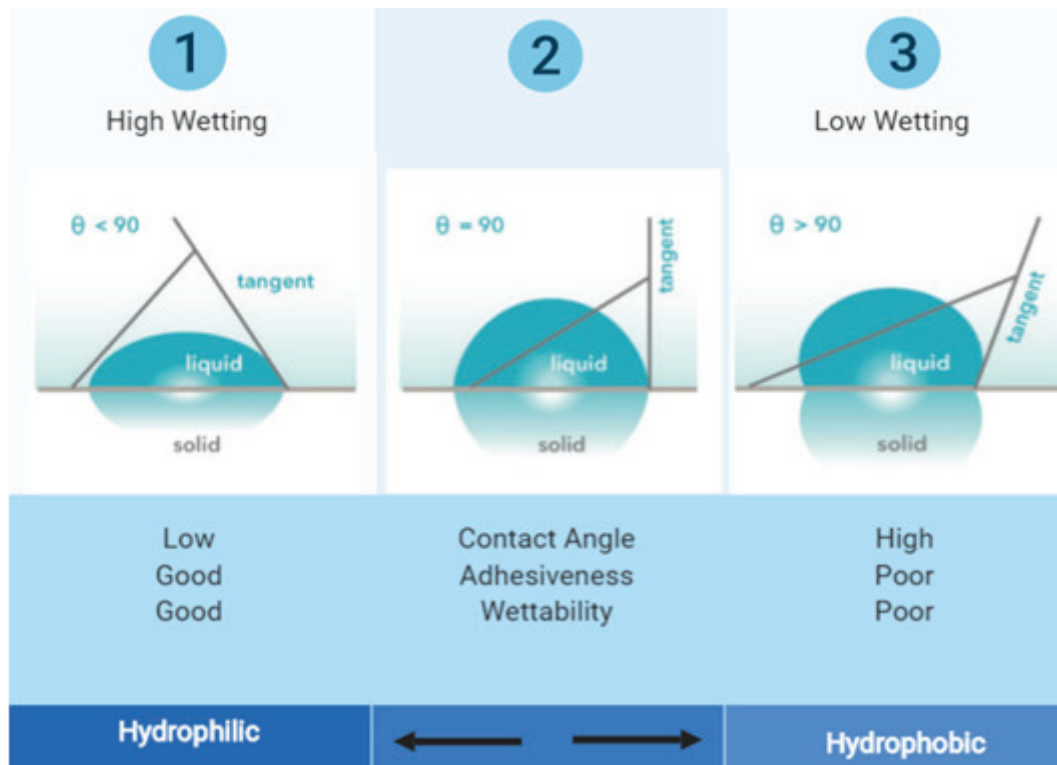 1
2
3
High Wetting
Low Wetting
θ < 90
tangent
liquid
solid
θ = 90
tangent
liquid
solid
θ > 90
tangent
liquid
solid
Low
Good
Good
Contact Angle
Adhesiveness
Wettability
High
Poor
Poor
Hydrophilic
Hydrophobic